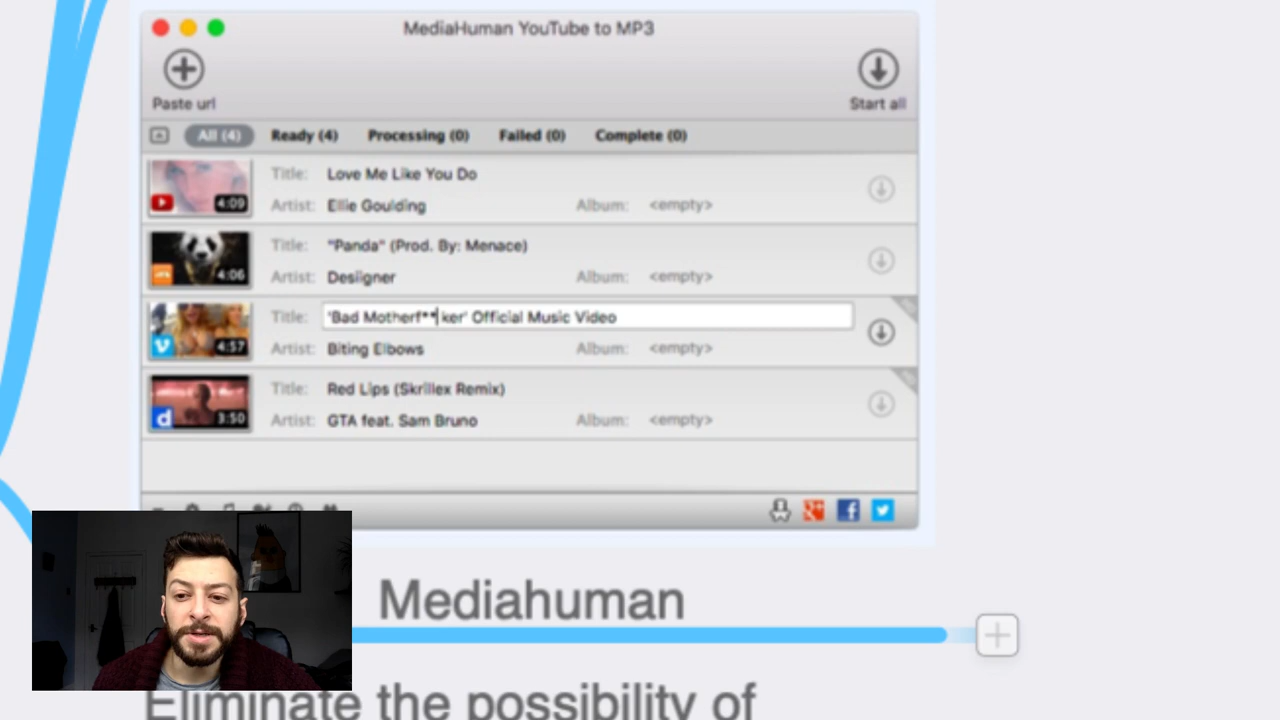 MediaHuman YouTube to MP3
Paste url
Start all
All (4) Ready (4) Processing (0) Failed (0) Complete (0)
4:09
Title: Love Me Like You Do
Artist: Ellie Goulding Album: <empty>
4:06
Title: "Panda" (Prod. By: Menace)
Artist: Desiigner Album: <empty>
4:57
Title: 'Bad Motherf**ker' Official Music Video
Artist: Biting Elbows Album: <empty>
3:50
Title: Red Lips (Skrillex Remix)
Artist: GTA feat. Sam Bruno Album: <empty>
Mediahuman
Eliminate the possibility of